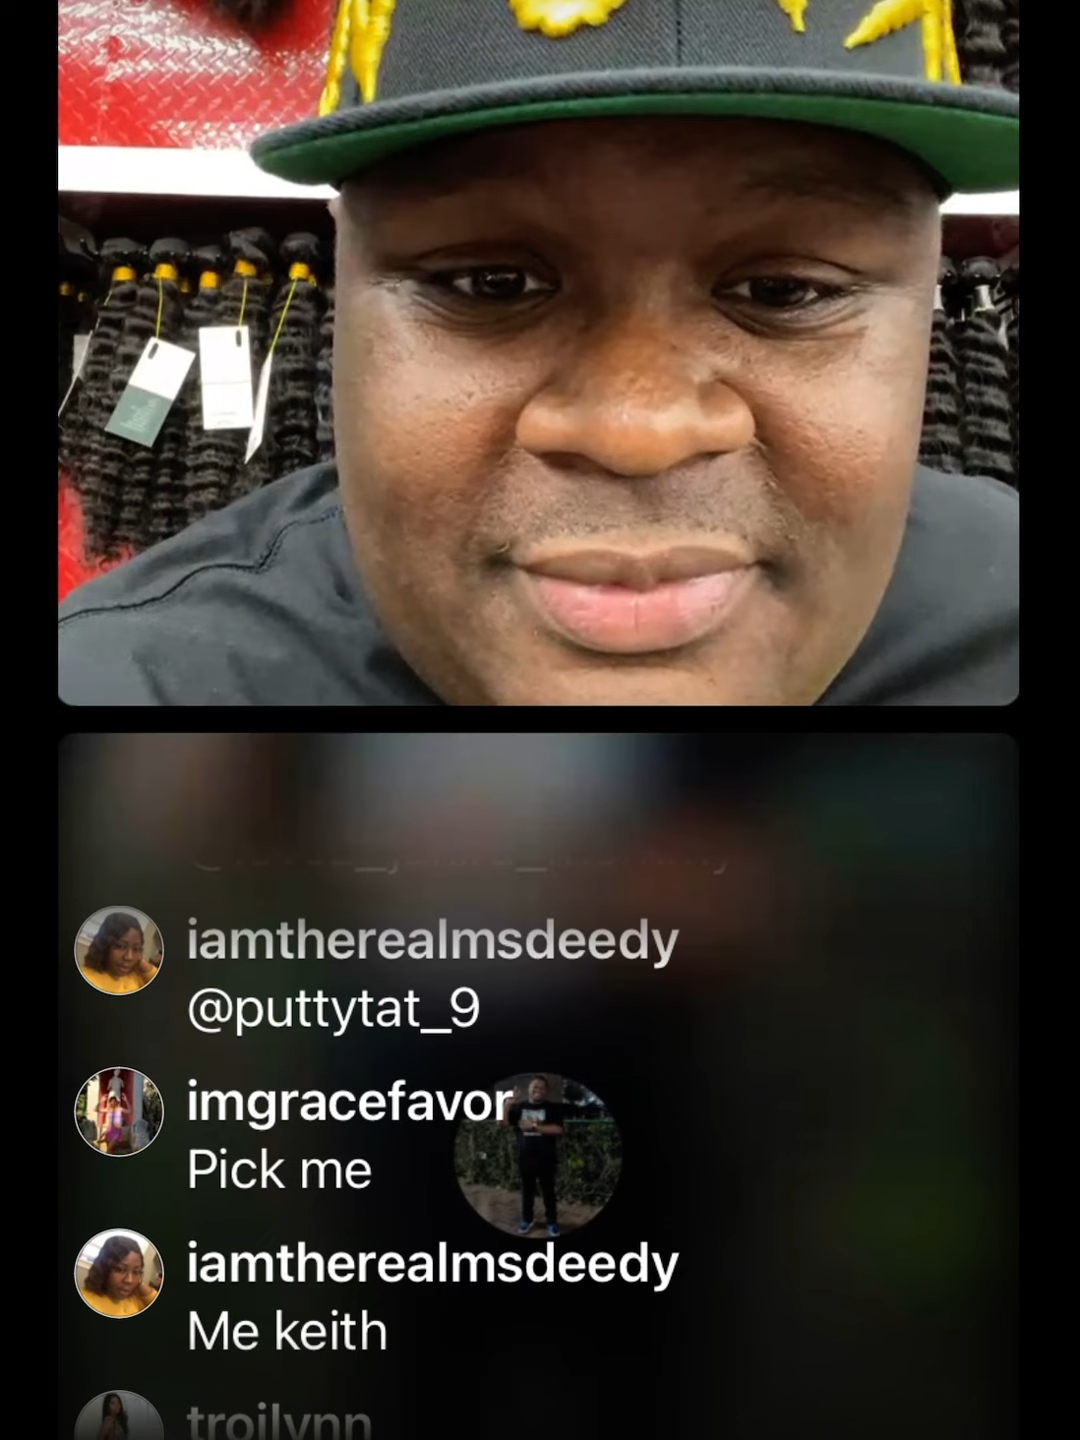 iamtherealmsdeedy
@puttytat_9
imgracefavor
Pick me
iamtherealmsdeedy
Me keith
troilynn